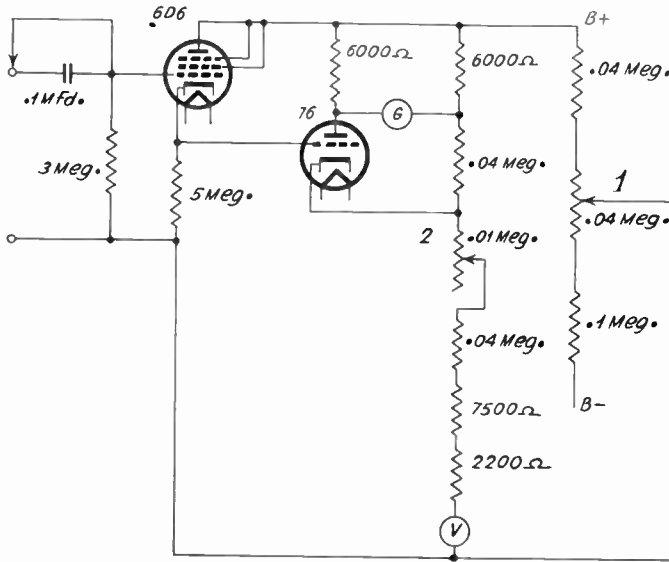 6D6
B+
6000Ω
6000Ω
.04 Meg.
.1 Mfd.
76
G
3 Meg.
5 Meg.
.04 Meg.
1
.04 Meg.
2
.01 Meg.
.1 Meg.
.04 Meg.
7500Ω
B-
2200Ω
V